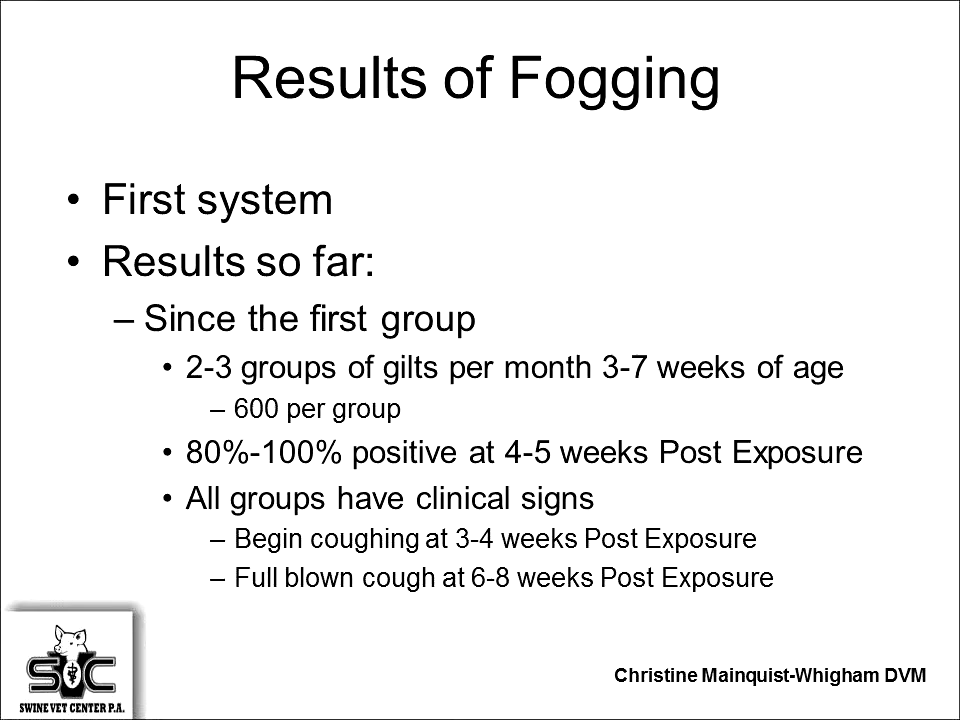 Results of Fogging
• First system
• Results so far:
– Since the first group
• 2-3 groups of gilts per month 3-7 weeks of age
– 600 per group
• 80%-100% positive at 4-5 weeks Post Exposure
• All groups have clinical signs
– Begin coughing at 3-4 weeks Post Exposure
– Full blown cough at 6-8 weeks Post Exposure
SVC
SWINE VET CENTER P.A.
Christine Mainquist-Whigham DVM